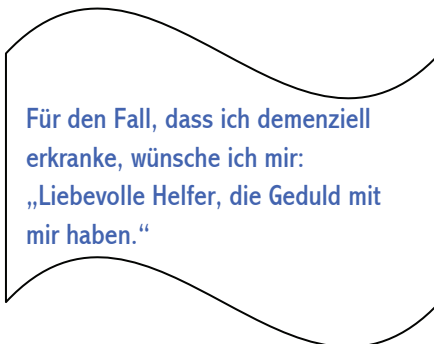 Für den Fall, dass ich demenziell
erkranke, wünsche ich mir:
„Liebevolle Helfer, die Geduld mit
mir haben.“